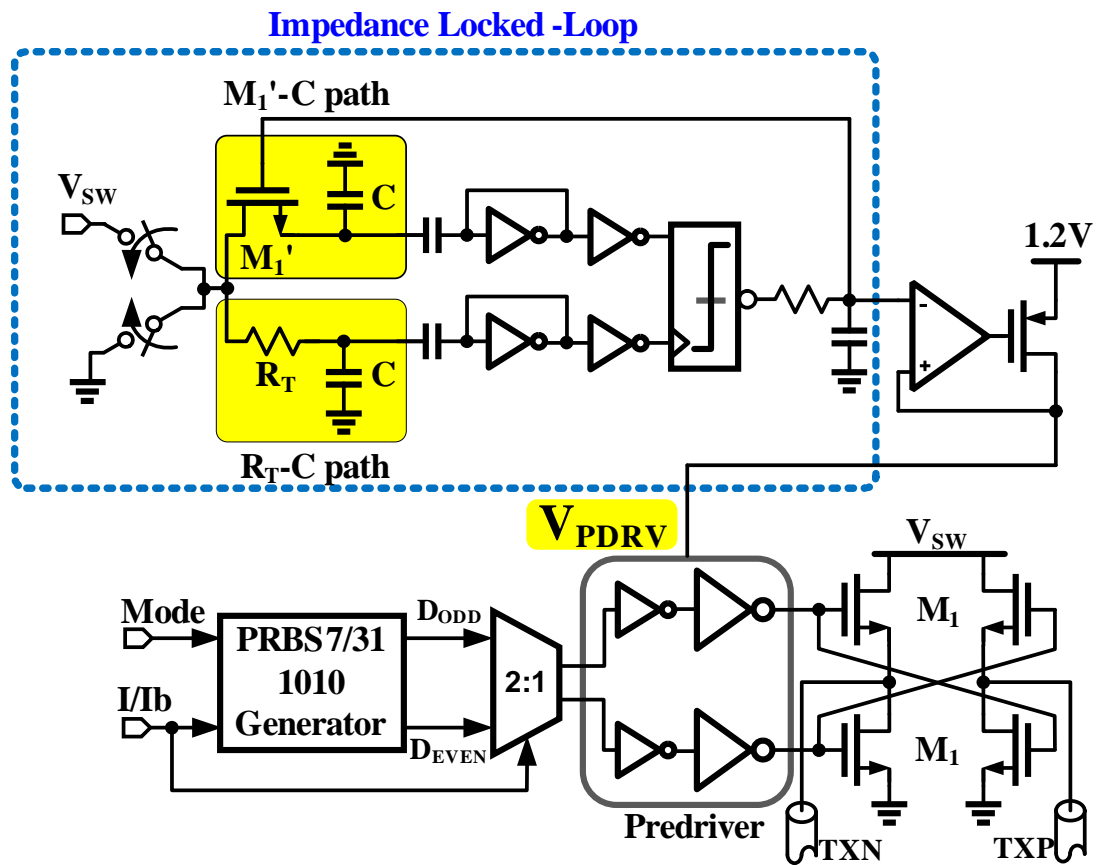 Impedance Locked -Loop
M1'-C path
VSW
C
M1'
1.2V
-
+
RT
C
RT-C path
VPDRV
VSW
Mode
DODD
M1
PRBS7/31
1010
Generator
2:1
I/Ib
DEVEN
M1
Predriver
TXN
TXP